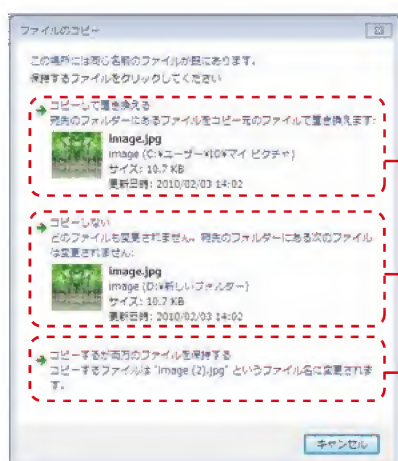 ファイルのコピー
この場所には同じ名前のファイルが既にあります。
保持するファイルをクリックしてください
コピーして置き換える
宛先のフォルダーにあるファイルをコピー元のファイルで置き換えます:
image.jpg
image (C:¥ユーザー¥IO¥マイ ピクチャ)
サイズ: 10.7 KB
更新日時: 2010/02/03 14:02
コピーしない
どのファイルも変更されません。宛先のフォルダーにある次のファイル
は変更されません:
image.jpg
image (D:¥新しいフォルダー)
サイズ: 10.7 KB
更新日時: 2010/02/03 14:02
コピーするが両方のファイルを保持する
コピーするファイルは "image (2).jpg" というファイル名に変更されま
す。
キャンセル